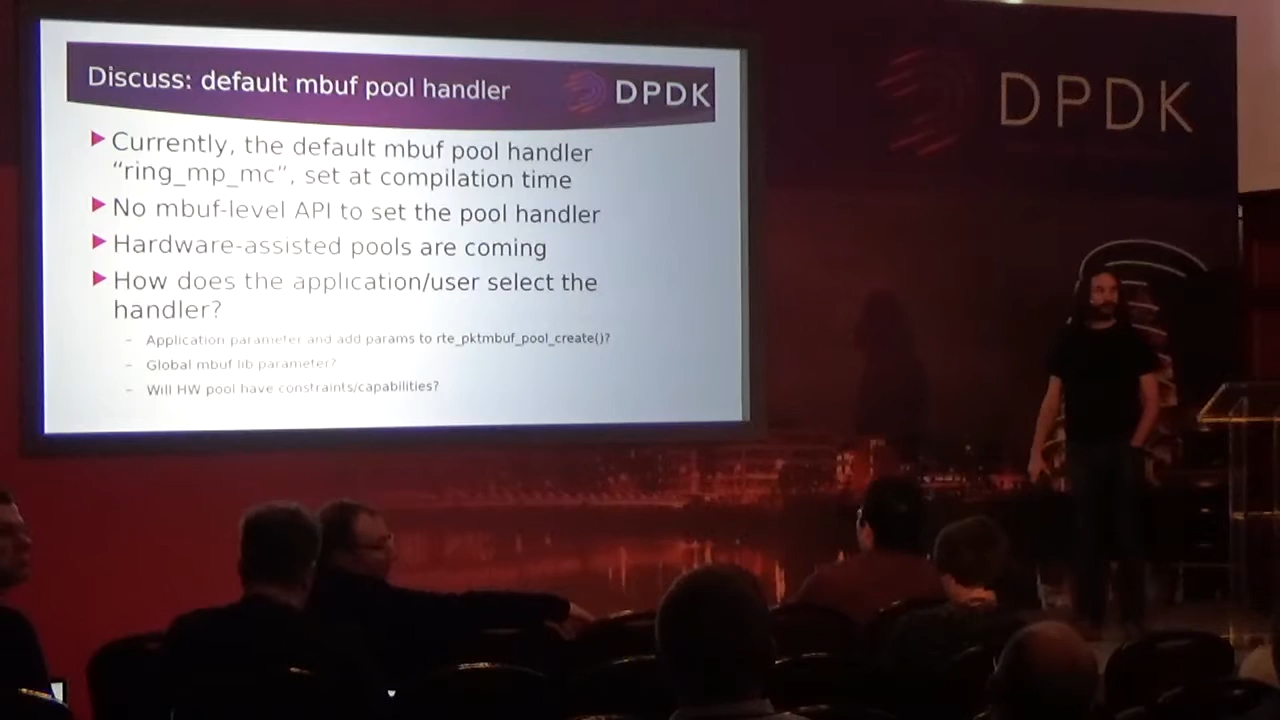 Discuss: default mbuf pool handler
DPDK
Currently, the default mbuf pool handler
“ring_mp_mc”, set at compilation time
No mbuf-level API to set the pool handler
Hardware-assisted pools are coming
How does the application/user select the
handler?
– Application parameter and add params to rte_pktmbuf_pool_create()?
– Global mbuf lib parameter?
– Will HW pool have constraints/capabilities?
DPDK